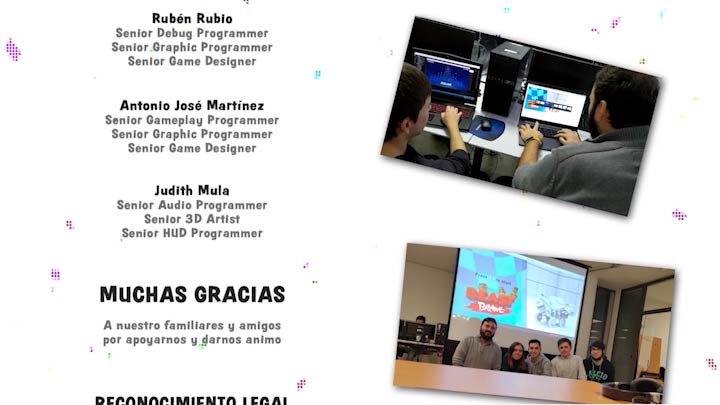 Rubén Rubio
Senior Debug Programmer
Senior Graphic Programmer
Senior Game Designer
Antonio José Martínez
Senior Gameplay Programmer
Senior Graphic Programmer
Senior Game Designer
Judith Mula
Senior Audio Programmer
Senior 3D Artist
Senior HUD Programmer
MUCHAS GRACIAS
A nuestro familiares y amigos
por apoyarnos y darnos animo
RECONOCIMIENTO LEGAL
BRAWL